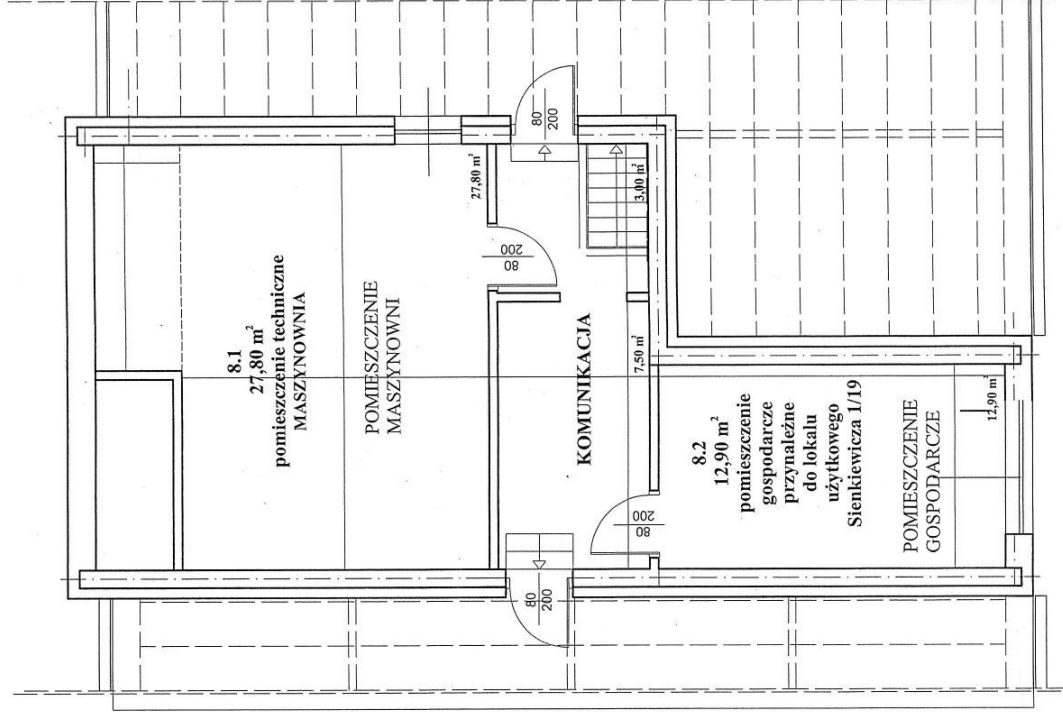 8.1
27,80 m²
pomieszczenie techniczne
MASZYNOWNIA
POMIESZCZENIE
MASZYNOWNI
27,80 m²
80
200
80
200
3,00 m²
KOMUNIKACJA
7,50 m²
80
200
80
200
8.2
12,90 m²
pomieszczenie
gospodarcze
przynależne
do lokalu
użytkowego
Sienkiewicza 1/19
POMIESZCZENIE
GOSPODARCZE
12,90 m²